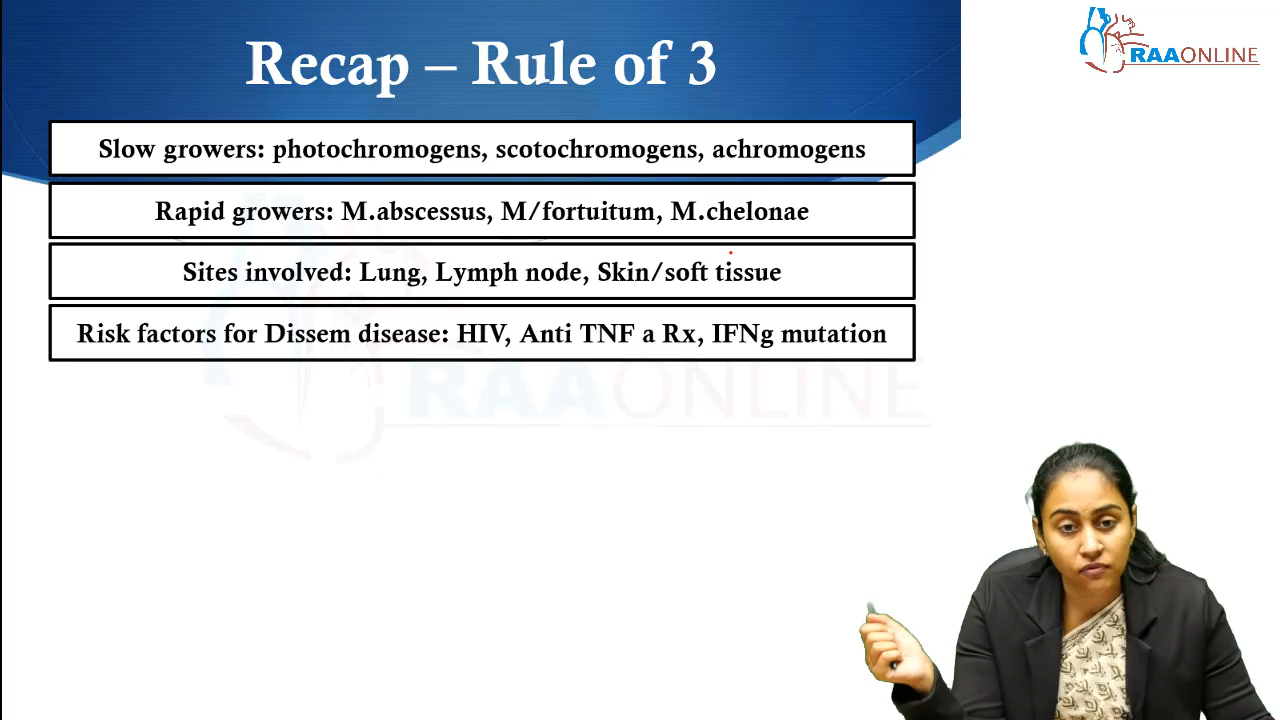 Recap – Rule of 3
RAAONLINE
Slow growers: photochromogens, scotochromogens, achromogens
Rapid growers: M.abscessus, M/fortuitum, M.chelonae
Sites involved: Lung, Lymph node, Skin/soft tissue
Risk factors for Dissem disease: HIV, Anti TNF a Rx, IFNg mutation
RAAONLINE